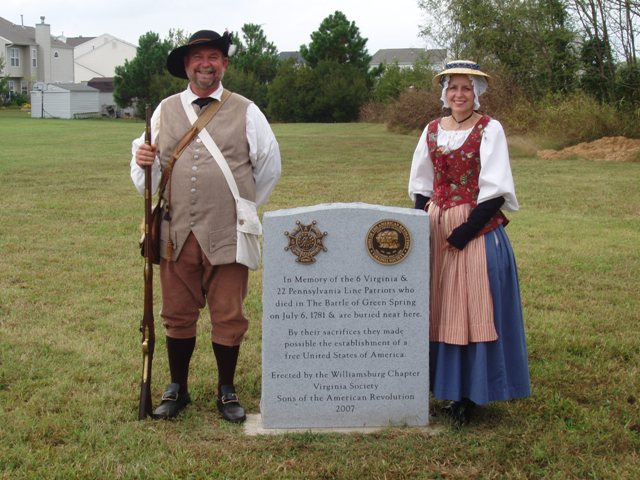 In Memory of the 6 Virginia &
22 Pennsylvania Line Patriots who
died in The Battle of Green Spring
on July 6, 1781 & are buried neat here.
By their sacrifices they made
possible the establishment of a
free United States of America.
Erected by the Williamsburg Chapter
Virginia Society
Sons of the American Revolution
2007